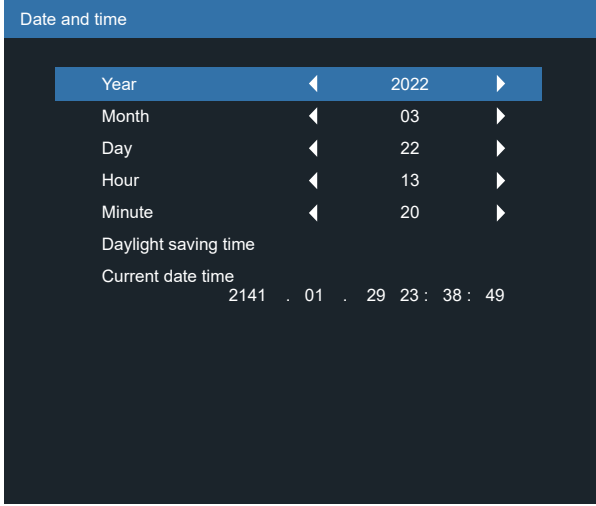 Date and time
Year 2022
Month 03
Day 22
Hour 13
Minute 20
Daylight saving time
Current date time
2141 . 01 . 29 23 : 38 : 49